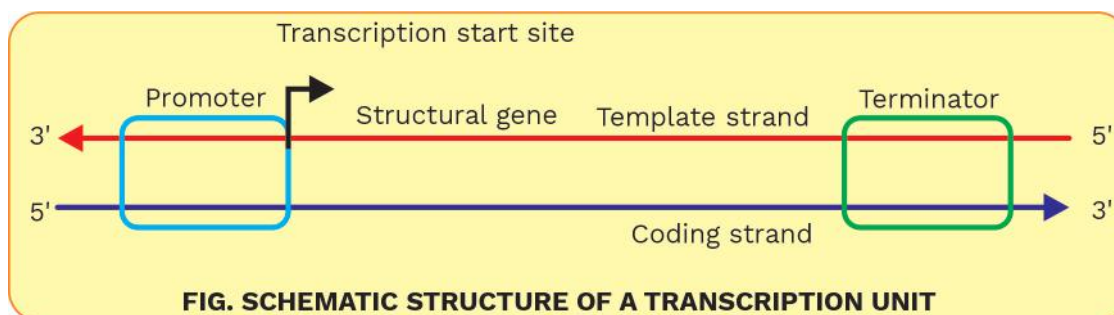 Transcription start site
Promoter
Terminator
Structural gene
Template strand
3'
5'
5'
3'
Coding strand
FIG. SCHEMATIC STRUCTURE OF A TRANSCRIPTION UNIT